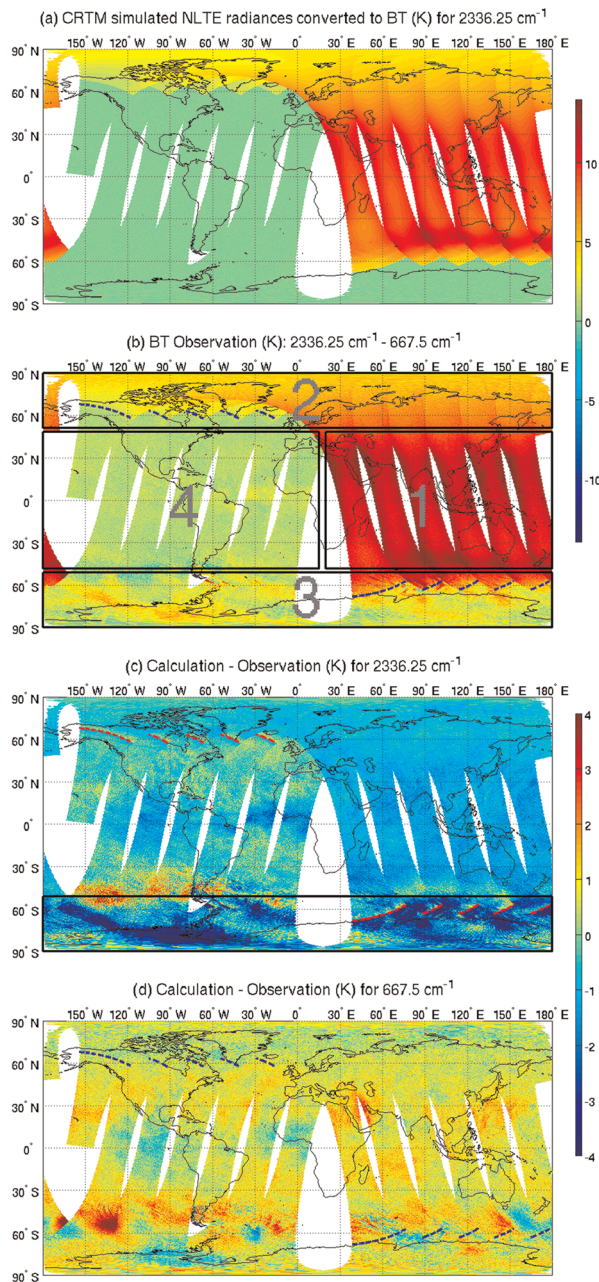 (a) CRTM simulated NLTE radiances converted to BT (K) for 2336.25 cm⁻¹
90° N
60° N
30° N
0°
30° S
60° S
90° S
150° W 120° W 90° W 60° W 30° W 0° 30° E 60° E 90° E 120° E 150° E 180° E
10
5
0
-5
-10
(b) BT Observation (K): 2336.25 cm⁻¹ - 667.5 cm⁻¹
90° N
60° N
30° N
0°
30° S
60° S
90° S
150° W 120° W 90° W 60° W 30° W 0° 30° E 60° E 90° E 120° E 150° E 180° E
2
4
1
3
(c) Calculation - Observation (K) for 2336.25 cm⁻¹
90° N
60° N
30° N
0°
30° S
60° S
90° S
150° W 120° W 90° W 60° W 30° W 0° 30° E 60° E 90° E 120° E 150° E 180° E
4
3
2
1
0
-1
-2
-3
-4
(d) Calculation - Observation (K) for 667.5 cm⁻¹
90° N
60° N
30° N
0°
30° S
60° S
90° S
150° W 120° W 90° W 60° W 30° W 0° 30° E 60° E 90° E 120° E 150° E 180° E